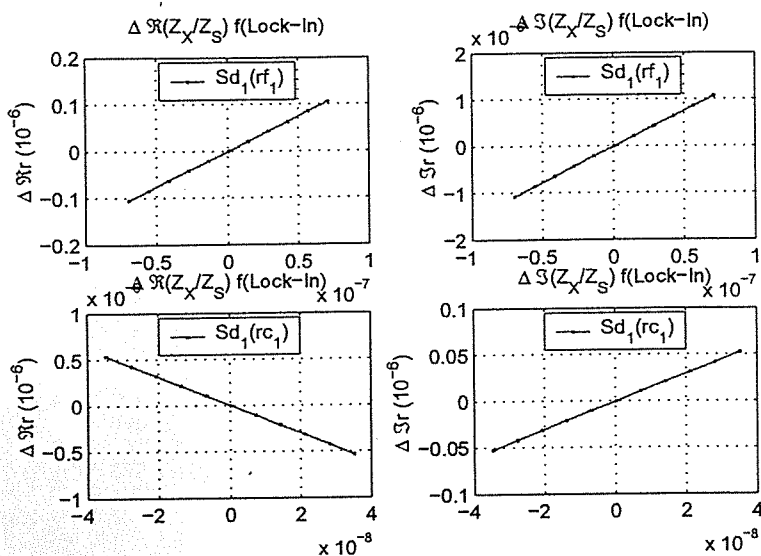 Δ ℜ(Z_X/Z_S) f(Lock−In)
0.2
0.1
0
−0.1
0.2
Δ ℜr (10^−6)
Sd_1(rf_1)
−1 −0.5 0 0.5 1
x 10^−7
Δ ℑ(Z_X/Z_S) f(Lock−In)
2
1
0
−1
−2
Δ ℑr (10^−6)
Sd_1(rf_1)
−1 −0.5 0 0.5 1
x 10^−7
Δ ℜ(Z_X/Z_S) f(Lock−In)
1
0.5
0
−0.5
−1
Δ ℜr (10^−6)
Sd_1(rc_1)
−4 −2 0 2 4
x 10^−8
Δ ℑ(Z_X/Z_S) f(Lock−In)
0.1
0.05
0
−0.05
−0.1
Δ ℑr (10^−6)
Sd_1(rc_1)
−4 −2 0 2 4
x 10^−8